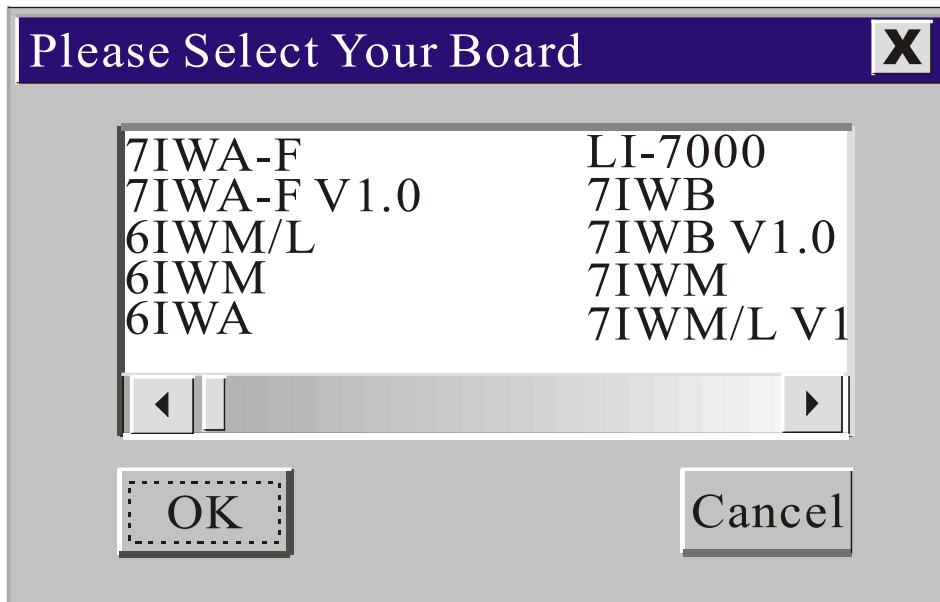 Please Select Your Board
X
7IWA-F
7IWA-F V1.0
6IWM/L
6IWM
6IWA
LI-7000
7IWB
7IWB V1.0
7IWM
7IWM/L V1
OK
Cancel